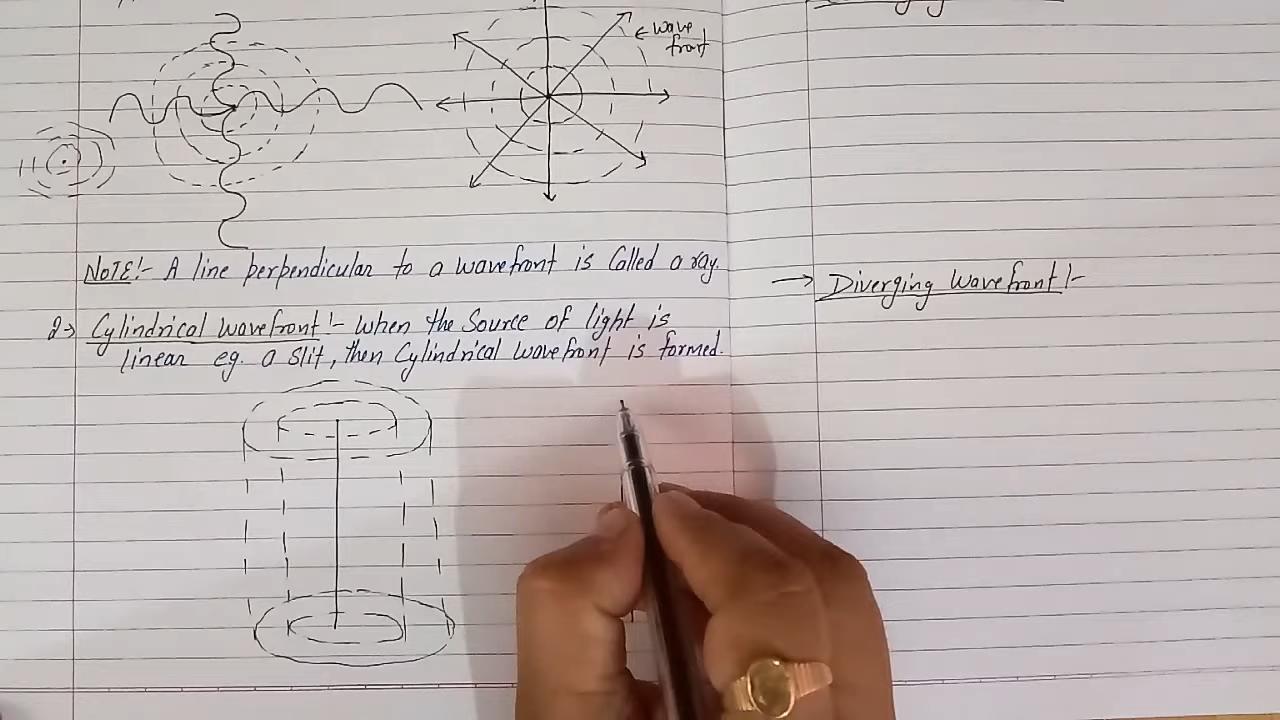 ← wave
front
NOTE!- A line perpendicular to a wavefront is Called a ray.
2⇒ Cylindrical wavefront!- When the Source of light is
linear eg. a Slit, then Cylindrical wavefront is formed.
→ Diverging Wavefront!-